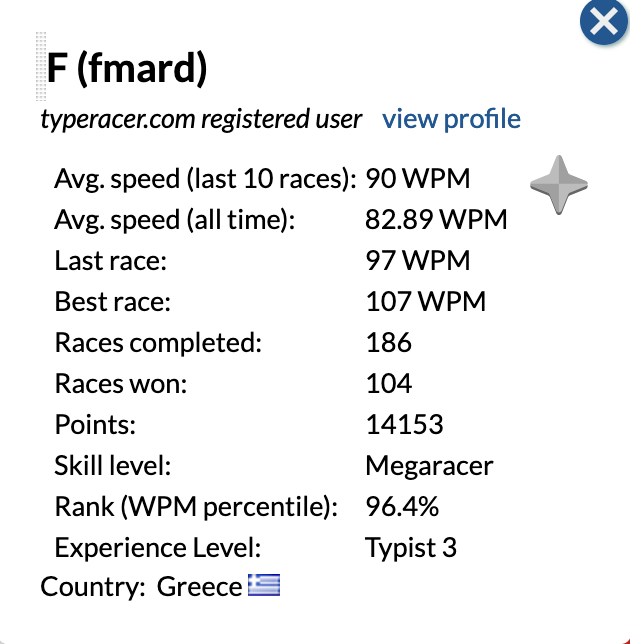 F (fmard)
typeracer.com registered user view profile
Avg. speed (last 10 races): 90 WPM
Avg. speed (all time): 82.89 WPM
Last race: 97 WPM
Best race: 107 WPM
Races completed: 186
Races won: 104
Points: 14153
Skill level: Megaracer
Rank (WPM percentile): 96.4%
Experience Level: Typist 3
Country: Greece